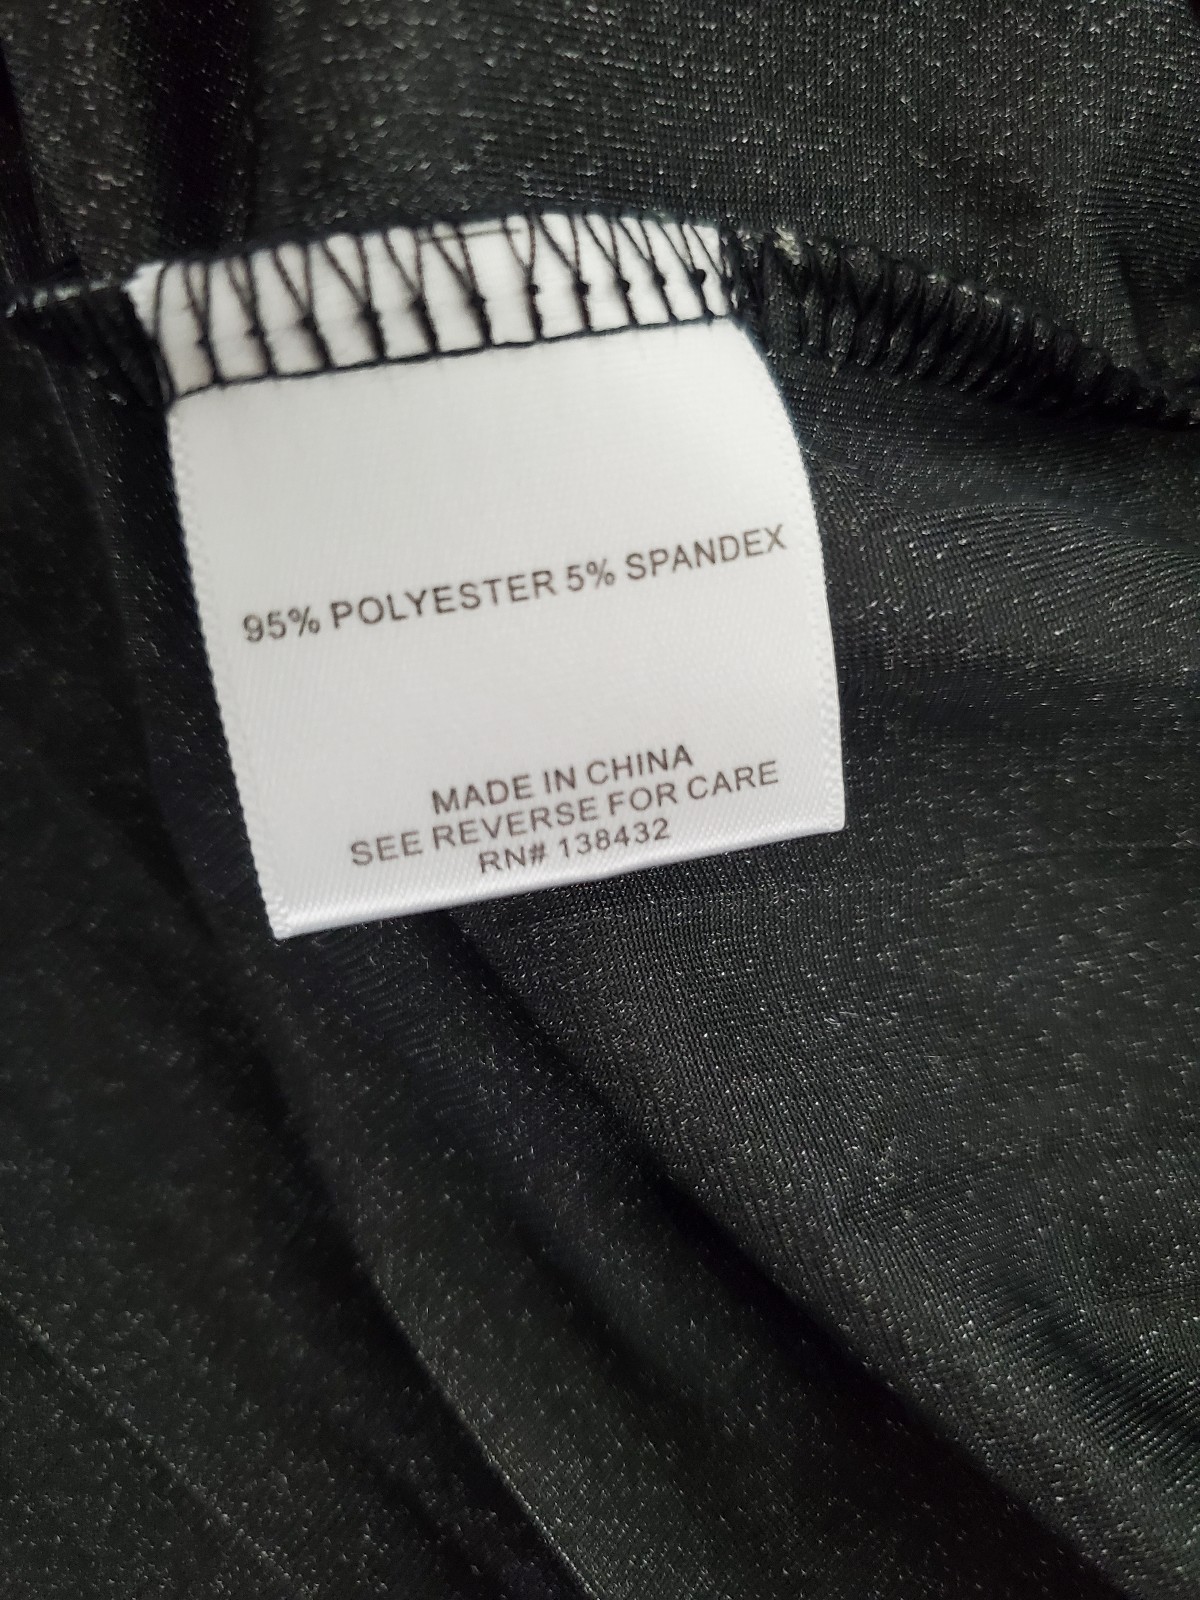 95% POLYESTER 5% SPANDEX
MADE IN CHINA
SEE REVERSE FOR CARE
RN# 138432